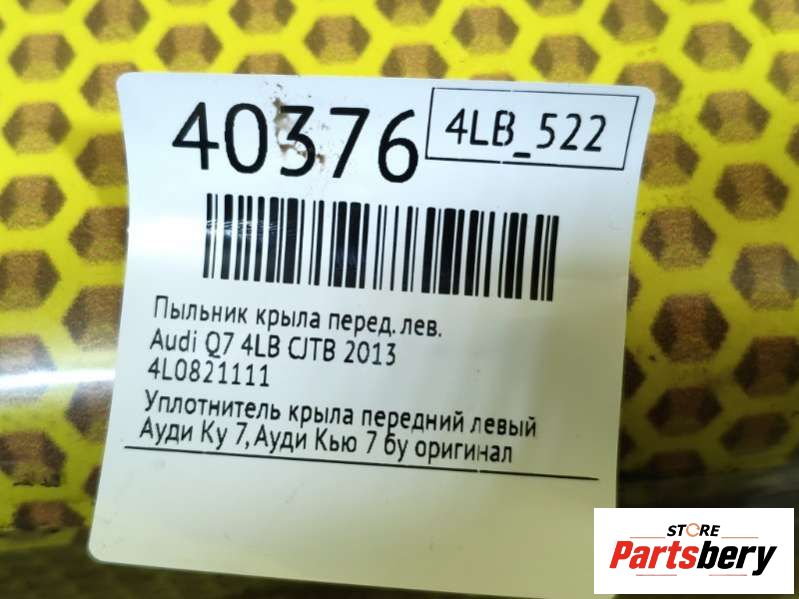 40376
4LB_522
Пыльник крыла перед. лев.
Audi Q7 4LB CJTB 2013
4L0821111
Уплотнитель крыла передний левый
Ауди Ку 7, Ауди Кью 7 бу оригинал
STORE
Partsbery